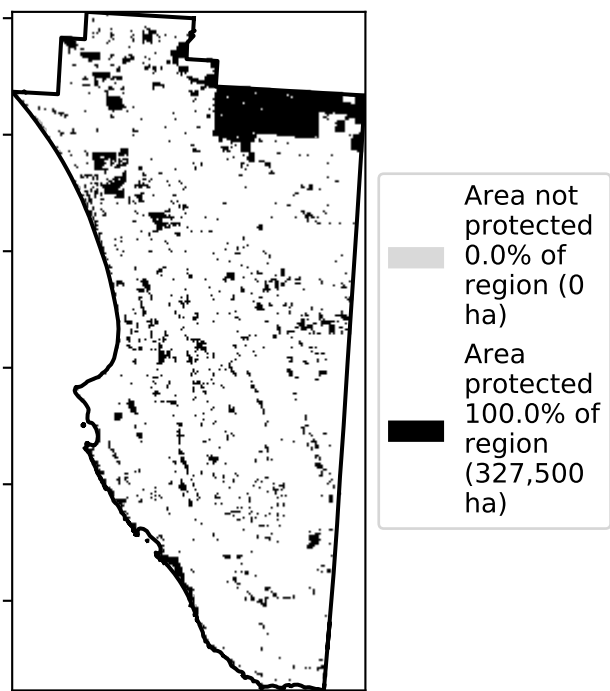 Area not
protected
0.0% of
region (0
ha)
Area
protected
100.0% of
region
(327,500
ha)